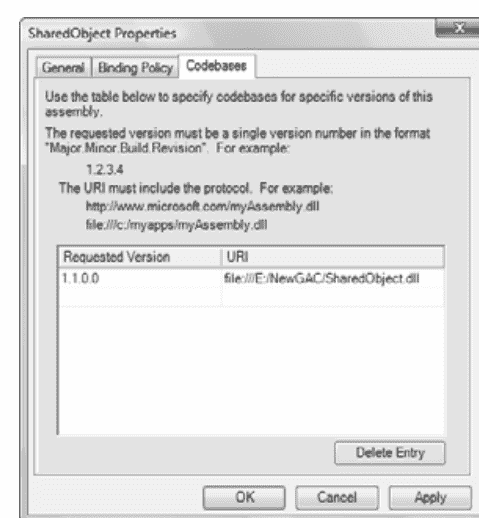 SharedObject Properties
General Binding Policy Codebases
Use the table below to specify codebases for specific versions of this
assembly.
The requested version must be a single version number in the format
"Major.Minor.Build.Revision". For example:
1.2.3.4
The URI must include the protocol. For example:
http://www.microsoft.com/myAssembly.dll
file:///c:/myapps/myAssembly.dll
Requested Version URI
1.1.0.0 file:///E:/NewGAC/SharedObject.dll
Delete Entry
OK Cancel Apply